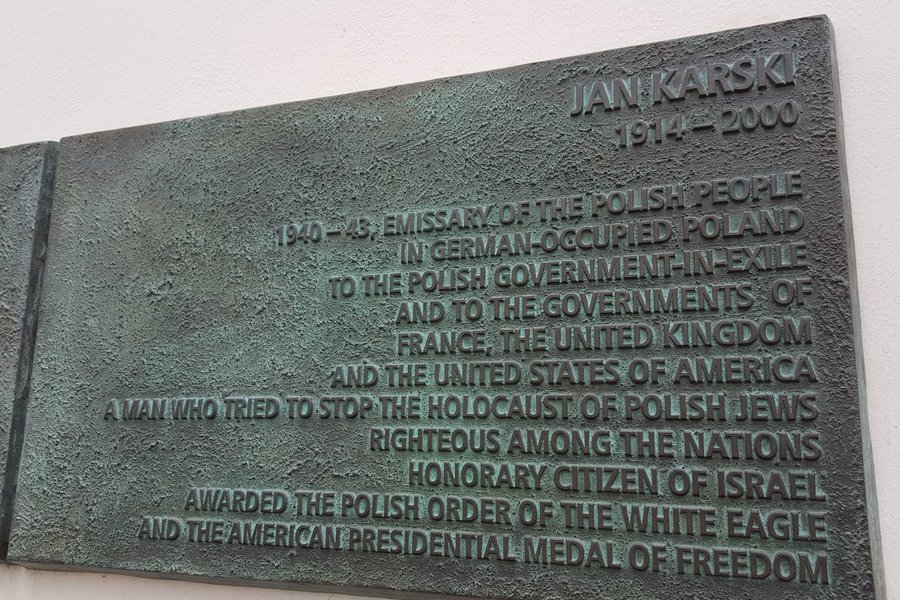 JAN KARSKI
1914 – 2000
1940 – 43, EMISSARY OF THE POLISH PEOPLE
IN GERMAN-OCCUPIED POLAND
TO THE POLISH GOVERNMENT-IN-EXILE
AND TO THE GOVERNMENTS OF
FRANCE, THE UNITED KINGDOM
AND THE UNITED STATES OF AMERICA
A MAN WHO TRIED TO STOP THE HOLOCAUST OF POLISH JEWS
RIGHTEOUS AMONG THE NATIONS
HONORARY CITIZEN OF ISRAEL
AWARDED THE POLISH ORDER OF THE WHITE EAGLE
AND THE AMERICAN PRESIDENTIAL MEDAL OF FREEDOM